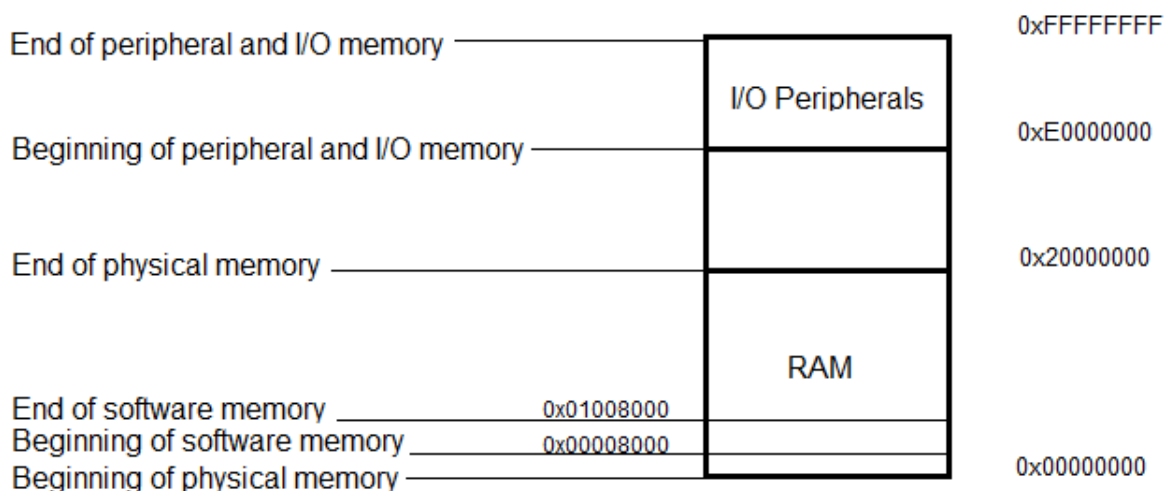 End of peripheral and I/O memory
0xFFFFFFFF
I/O Peripherals
Beginning of peripheral and I/O memory
0xE0000000
End of physical memory
0x20000000
RAM
End of software memory
0x01008000
Beginning of software memory
0x00008000
Beginning of physical memory
0x00000000